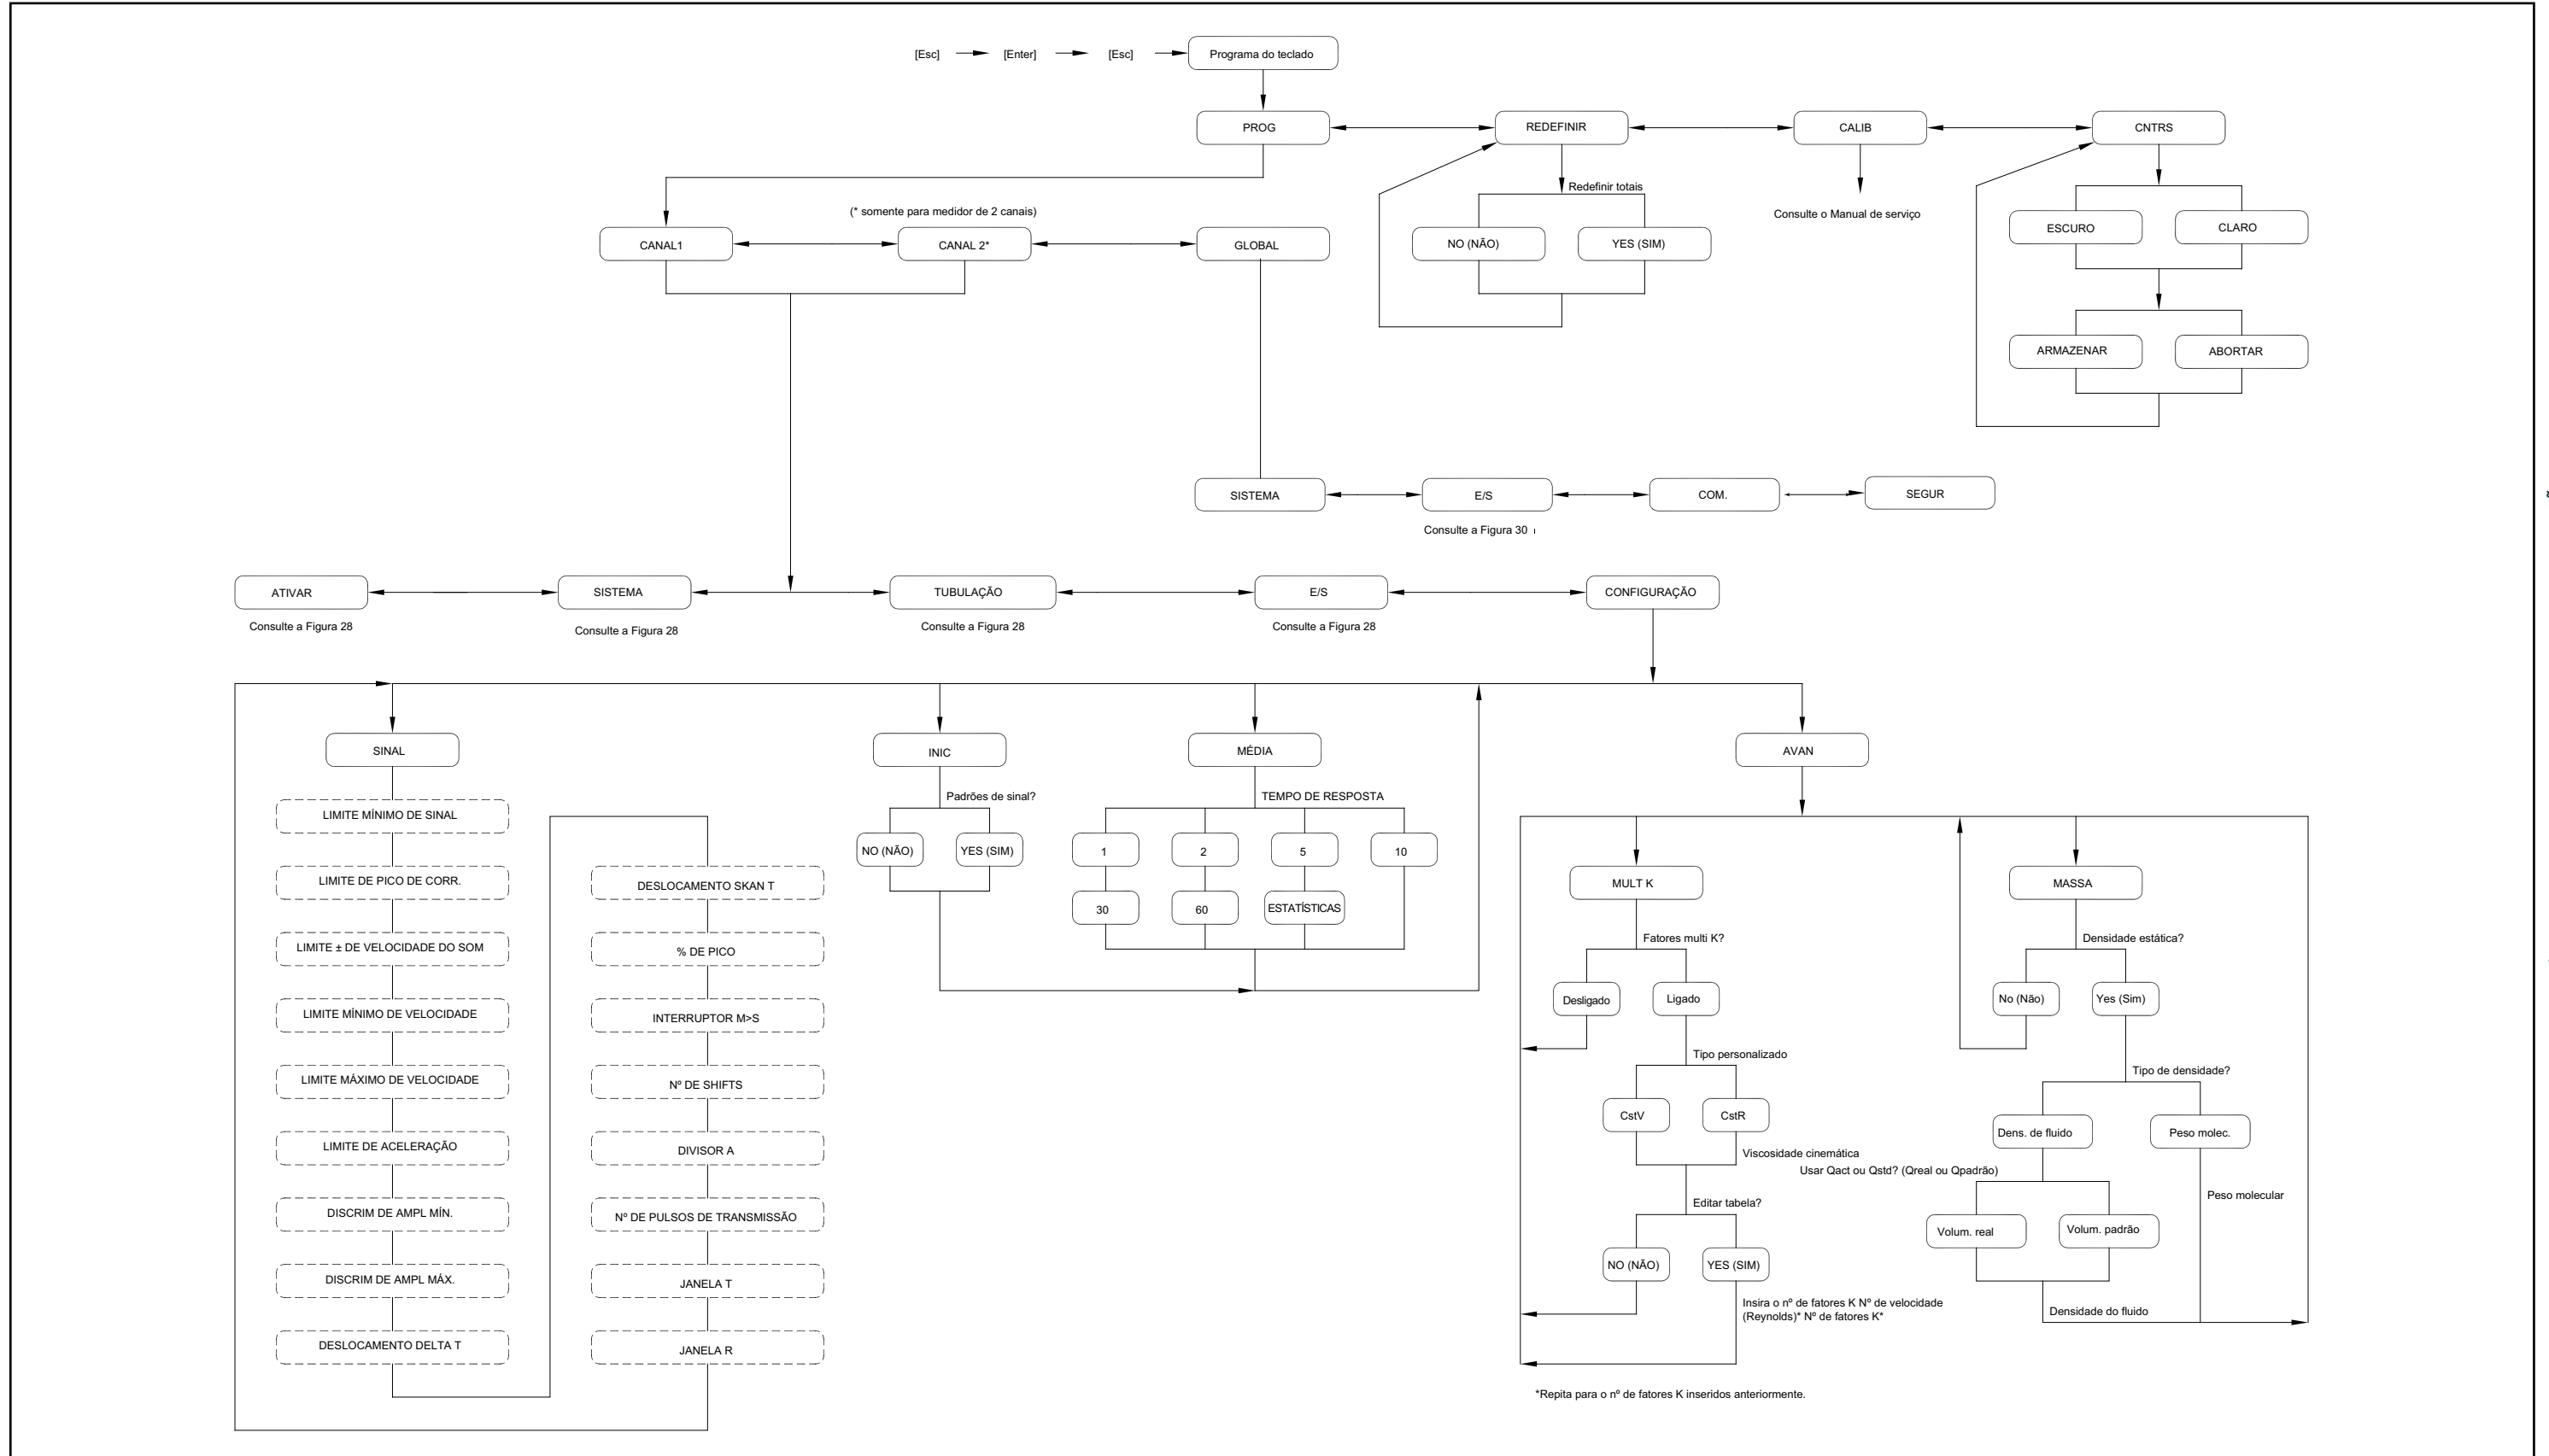 [Esc]
[Enter]
[Esc]
Programa do teclado
PROG
REDEFINIR
CALIB
CNTRS
Redefinir totais
Consulte o Manual de serviço
(* somente para medidor de 2 canais)
CANAL1
CANAL 2*
GLOBAL
NO (NÃO)
YES (SIM)
ESCURO
CLARO
ARMAZENAR
ABORTAR
SISTEMA
E/S
COM.
SEGUR
Consulte a Figura 30
ATIVAR
SISTEMA
TUBULAÇÃO
E/S
CONFIGURAÇÃO
Consulte a Figura 28
Consulte a Figura 28
Consulte a Figura 28
Consulte a Figura 28
SINAL
INIC
MÉDIA
AVAN
LIMITE MÍNIMO DE SINAL
LIMITE DE PICO DE CORR.
LIMITE ± DE VELOCIDADE DO SOM
LIMITE MÍNIMO DE VELOCIDADE
LIMITE MÁXIMO DE VELOCIDADE
LIMITE DE ACELERAÇÃO
DISCRIM DE AMPL MÍN.
DISCRIM DE AMPL MÁX.
DESLOCAMENTO DELTA T
DESLOCAMENTO SKAN T
% DE PICO
INTERRUPTOR M>S
Nº DE SHIFTS
DIVISOR A
Nº DE PULSOS DE TRANSMISSÃO
JANELA T
JANELA R
Padrões de sinal?
NO (NÃO)
YES (SIM)
TEMPO DE RESPOSTA
1
2
5
10
30
60
ESTATÍSTICAS
MULT K
Fatores multi K?
Desligado
Ligado
Tipo personalizado
CstV
CstR
Viscosidade cinemática
Editar tabela?
NO (NÃO)
YES (SIM)
Insira o nº de fatores K Nº de velocidade
(Reynolds)* Nº de fatores K*
MASSA
Densidade estática?
No (Não)
Yes (Sim)
Tipo de densidade?
Dens. de fluido
Peso molec.
Usar Qact ou Qstd? (Qreal ou Qpadrão)
Volum. real
Volum. padrão
Peso molecular
Densidade do fluido
*Repita para o nº de fatores K inseridos anteriormente.